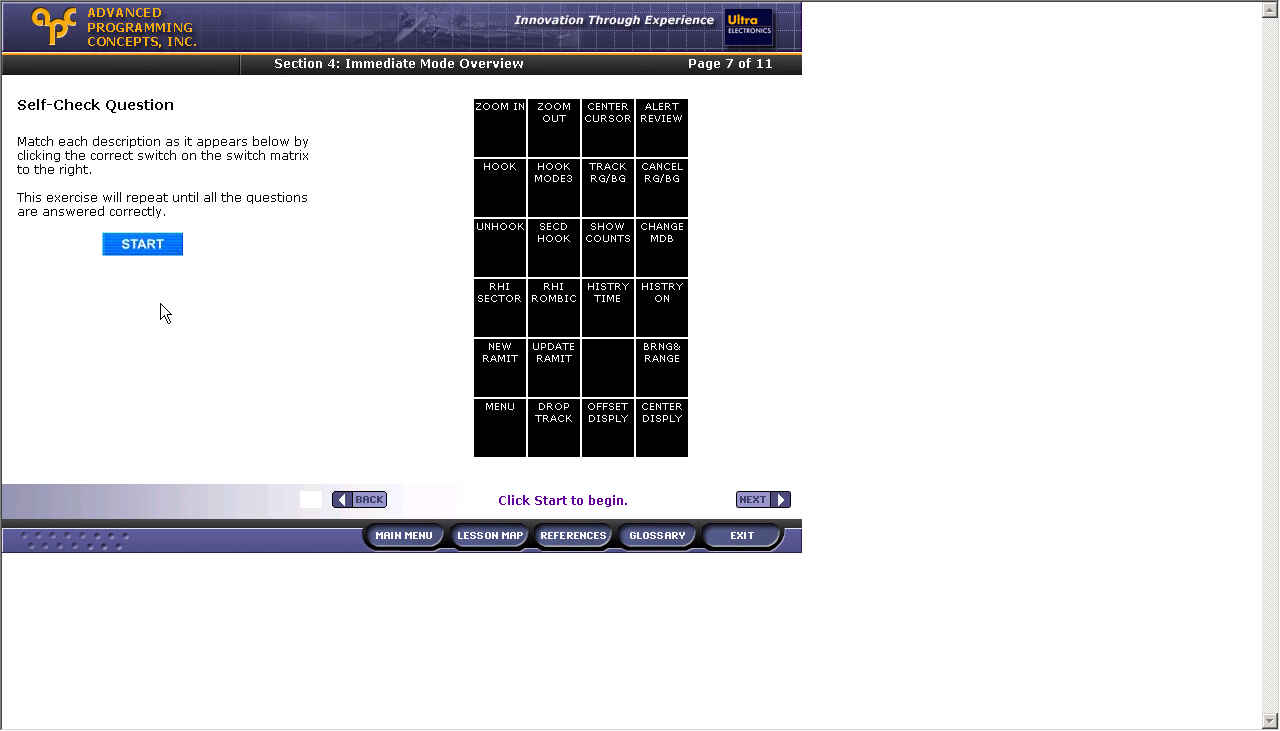 ADVANCED
PROGRAMMING
CONCEPTS, INC.
apc
Innovation Through Experience
Ultra
ELECTRONICS
Section 4: Immediate Mode Overview
Page 7 of 11
Self-Check Question
Match each description as it appears below by
clicking the correct switch on the switch matrix
to the right.
This exercise will repeat until all the questions
are answered correctly.
START
ZOOM IN
ZOOM
OUT
CENTER
CURSOR
ALERT
REVIEW
HOOK
HOOK
MODE3
TRACK
RG/BG
CANCEL
RG/BG
UNHOOK
SECD
HOOK
SHOW
COUNTS
CHANGE
MDB
RHI
SECTOR
RHI
ROMBIC
HISTRY
TIME
HISTRY
ON
NEW
RAMIT
UPDATE
RAMIT
BRNG&
RANGE
MENU
DROP
TRACK
OFFSET
DISPLY
CENTER
DISPLY
BACK
Click Start to begin.
NEXT
MAIN MENU
LESSON MAP
REFERENCES
GLOSSARY
EXIT